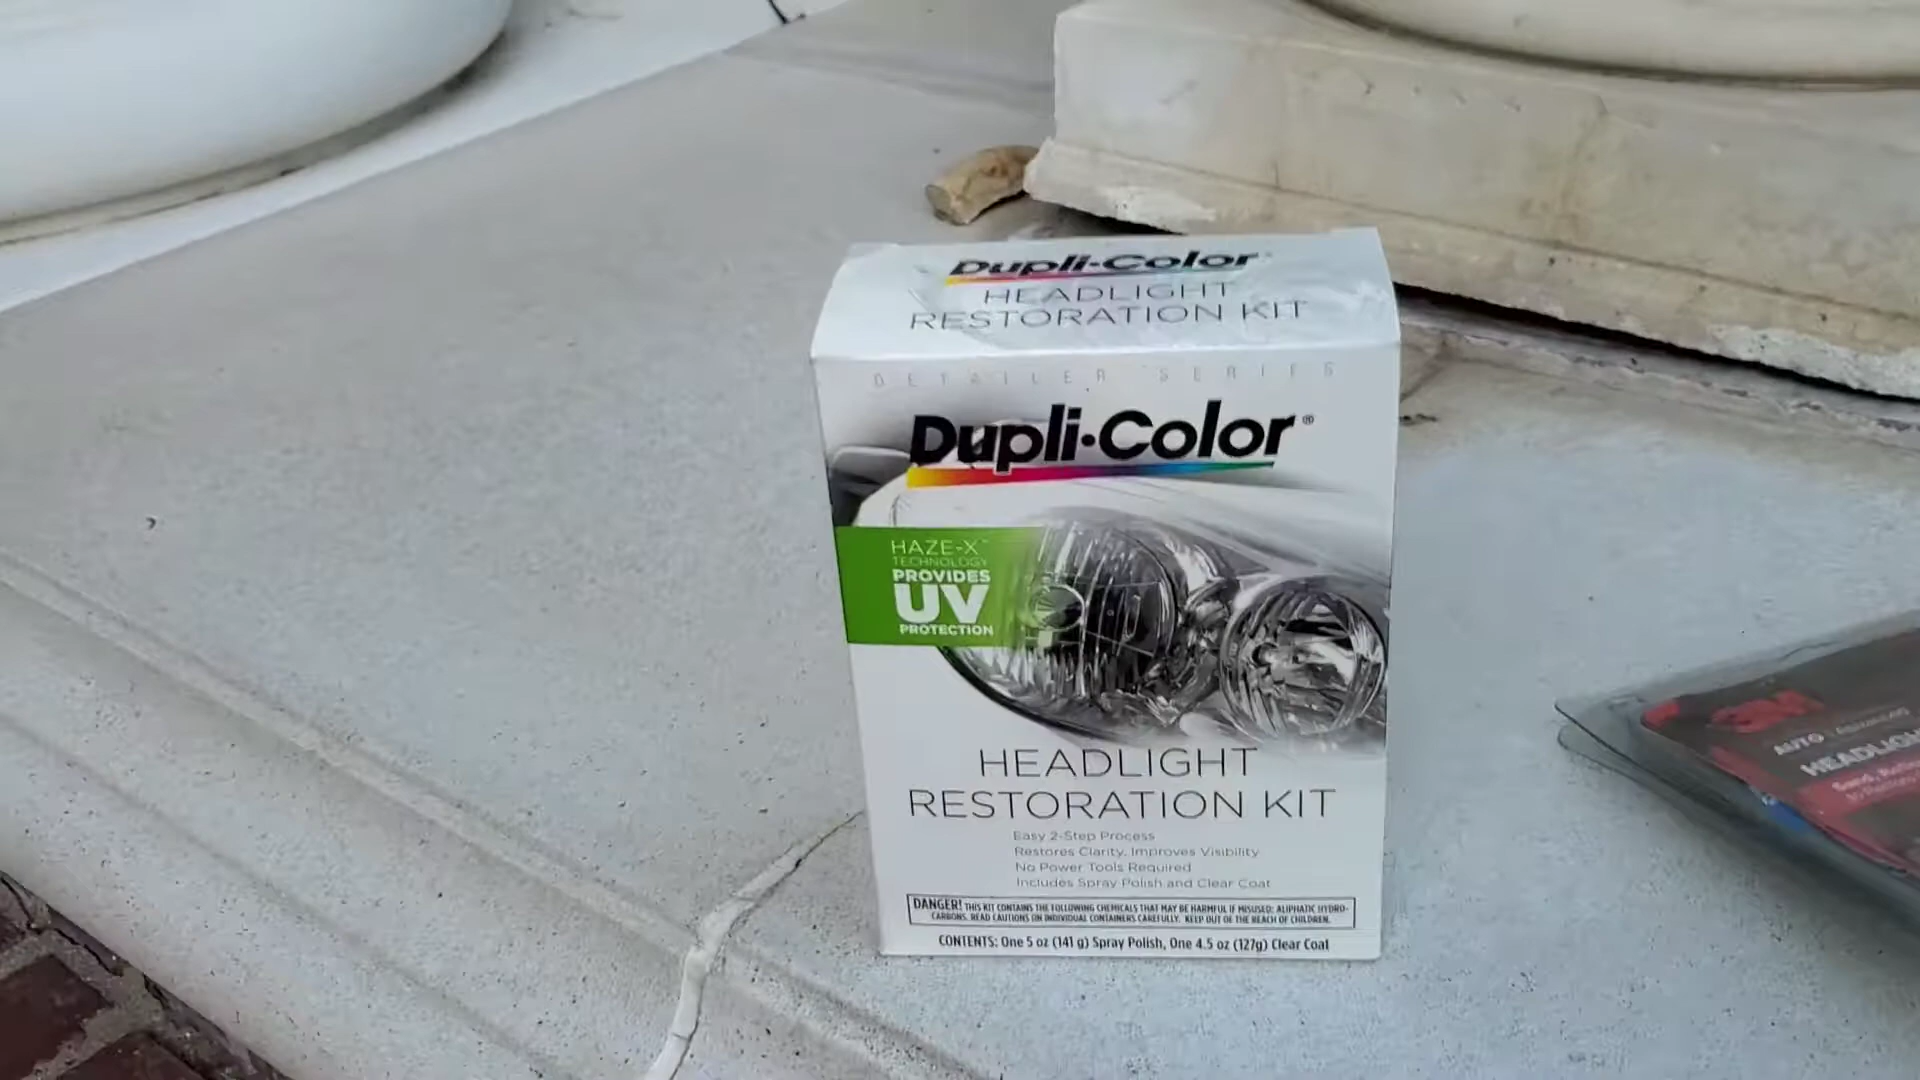 Dupli-Color
HEADLIGHT
RESTORATION KIT
DETAILER SERIES
Dupli-Color®
HAZE-X™
TECHNOLOGY
PROVIDES
UV
PROTECTION
HEADLIGHT
RESTORATION KIT
Easy 2-Step Process
Restores Clarity, Improves Visibility
No Power Tools Required
Includes Spray Polish and Clear Coat
DANGER! THIS KIT CONTAINS THE FOLLOWING CHEMICALS THAT MAY BE HARMFUL IF MISUSED: ALIPHATIC HYDRO-
CARBONS. READ CAUTIONS ON INDIVIDUAL CONTAINERS CAREFULLY. KEEP OUT OF THE REACH OF CHILDREN.
CONTENTS: One 5 oz (141 g) Spray Polish, One 4.5 oz (127g) Clear Coat
3M
AUTO